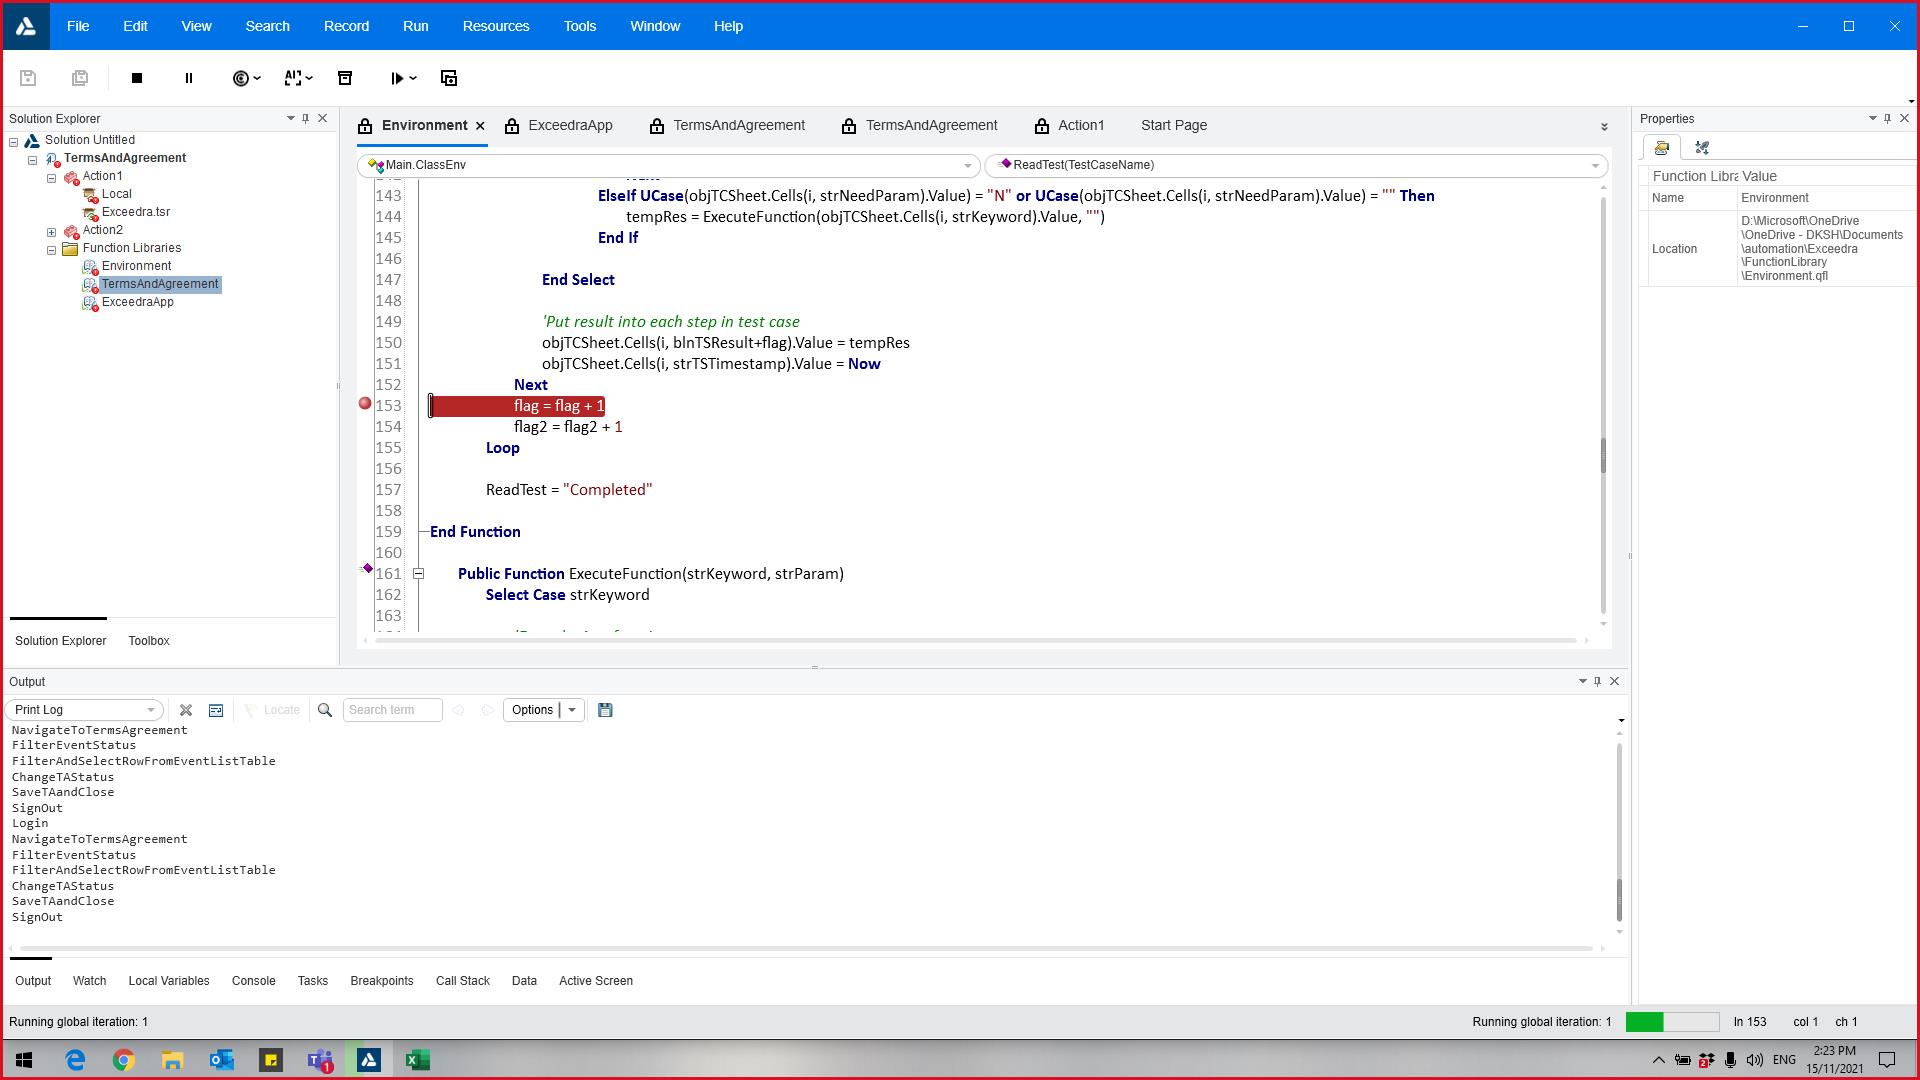 File Edit View Search Record Run Resources Tools Window Help
Solution Explorer
Solution Untitled
TermsAndAgreement
Action1
Local
Exceedra.tsr
Action2
Function Libraries
Environment
TermsAndAgreement
ExceedraApp
Solution Explorer Toolbox
Environment ExceedraApp TermsAndAgreement TermsAndAgreement Action1 Start Page
Main.ClassEnv ReadTest(TestCaseName)
143 ElseIf UCase(objTCSheet.Cells(i, strNeedParam).Value) = "N" or UCase(objTCSheet.Cells(i, strNeedParam).Value) = "" Then
144 tempRes = ExecuteFunction(objTCSheet.Cells(i, strKeyword).Value, "")
145 End If
146
147 End Select
148
149 'Put result into each step in test case
150 objTCSheet.Cells(i, blnTSResult+flag).Value = tempRes
151 objTCSheet.Cells(i, strTSTimestamp).Value = Now
152 Next
153 flag = flag + 1
154 flag2 = flag2 + 1
155 Loop
156
157 ReadTest = "Completed"
158
159 End Function
160
161 Public Function ExecuteFunction(strKeyword, strParam)
162 Select Case strKeyword
163
Properties
Function Libra Value
Name Environment
Location D:\Microsoft\OneDrive
\OneDrive - DKSH\Documents
\automation\Exceedra
\FunctionLibrary
\Environment.qfl
Output
Print Log Locate Search term Options
NavigateToTermsAgreement
FilterEventStatus
FilterAndSelectRowFromEventListTable
ChangeTAStatus
SaveTAandClose
SignOut
Login
NavigateToTermsAgreement
FilterEventStatus
FilterAndSelectRowFromEventListTable
ChangeTAStatus
SaveTAandClose
SignOut
Output Watch Local Variables Console Tasks Breakpoints Call Stack Data Active Screen
Running global iteration: 1 Running global iteration: 1 ln 153 col 1 ch 1
ENG 2:23 PM
15/11/2021